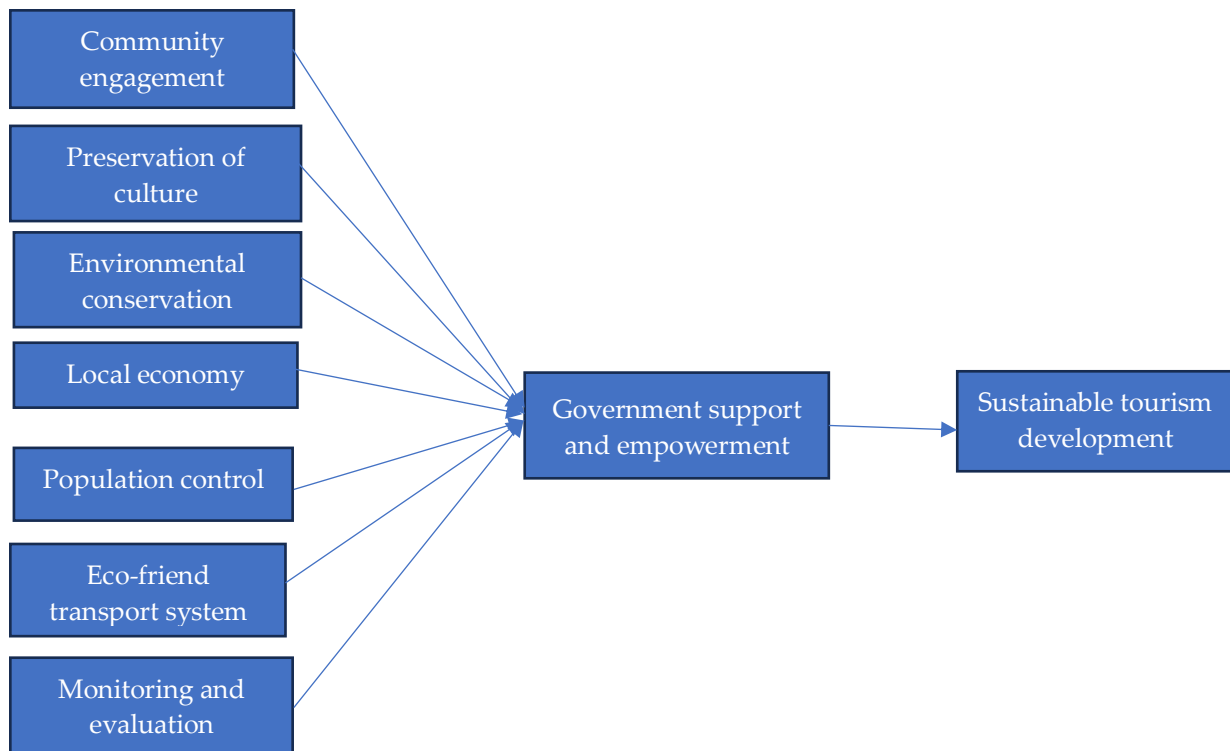 Community
engagement
Preservation of
culture
Environmental
conservation
Local economy
Population control
Eco-friend
transport system
Monitoring and
evaluation
Government support
and empowerment
Sustainable tourism
development